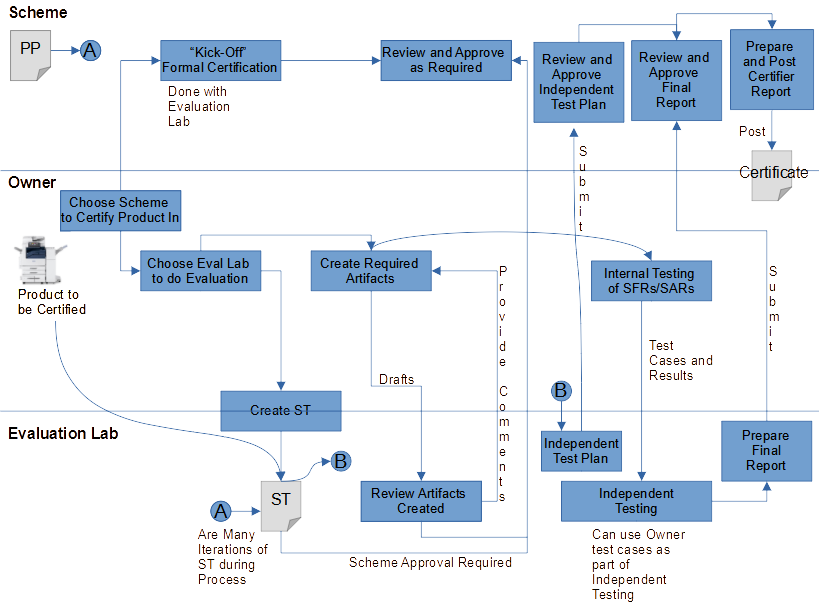 Scheme
PP
A
“Kick-Off”
Formal Certification
Done with
Evaluation
Lab
Review and Approve
as Required
Review and
Approve
Independent
Test Plan
Review and
Approve
Final
Report
Prepare
and Post
Certifier
Report
Post
Certificate
Submit
Owner
Choose Scheme
to Certify Product In
Product to
be Certified
Choose Eval Lab
to do Evaluation
Create Required
Artifacts
Drafts
Provide Comments
Internal Testing
of SFRs/SARs
Test
Cases and
Results
Submit
Create ST
Evaluation Lab
B
ST
A
Are Many
Iterations of
ST during
Process
Review Artifacts
Created
Scheme Approval Required
B
Independent
Test Plan
Independent
Testing
Can use Owner
test cases as
part of
Independent
Testing
Prepare
Final
Report